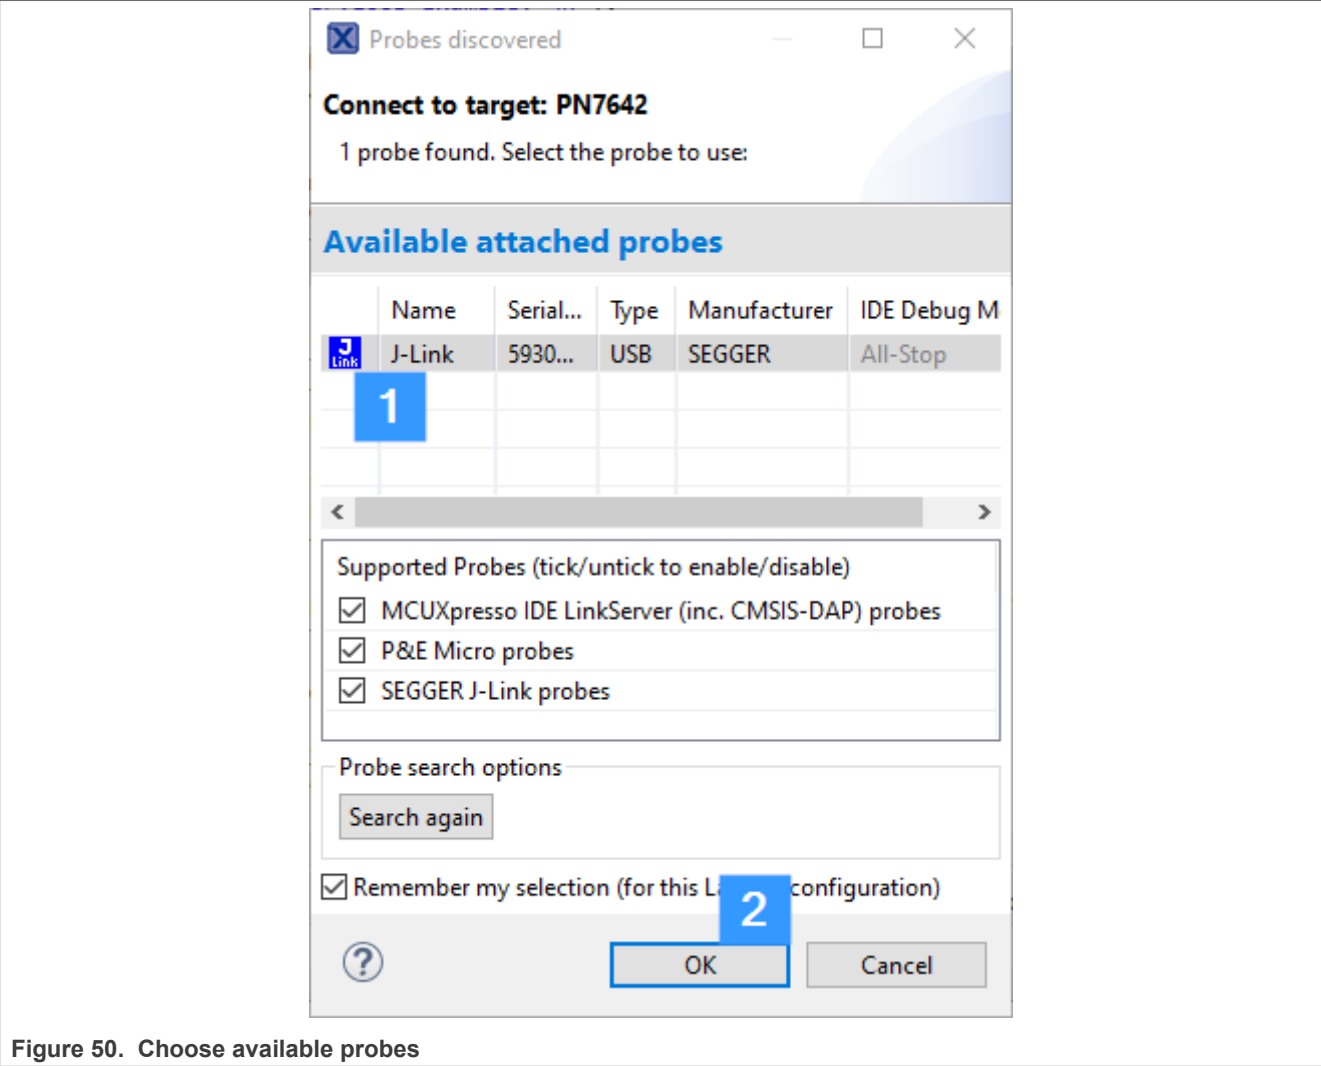 Probes discovered
Connect to target: PN7642
1 probe found. Select the probe to use:
Available attached probes
Name Serial... Type Manufacturer IDE Debug M
J Link J-Link 5930... USB SEGGER All-Stop
1
Supported Probes (tick/untick to enable/disable)
MCUXpresso IDE LinkServer (inc. CMSIS-DAP) probes
P&E Micro probes
SEGGER J-Link probes
Probe search options
Search again
Remember my selection (for this configuration)
2
OK Cancel
Figure 50. Choose available probes